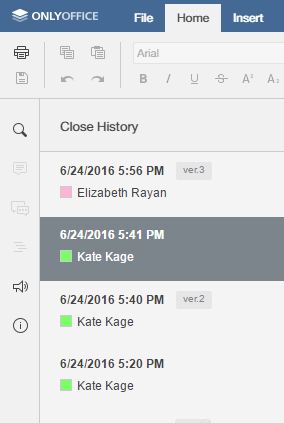 ONLYOFFICE File Home Insert
Arial
B I U S A² A₂
Close History
6/24/2016 5:56 PM ver.3
Elizabeth Rayan
6/24/2016 5:41 PM
Kate Kage
6/24/2016 5:40 PM ver.2
Kate Kage
6/24/2016 5:20 PM
Kate Kage